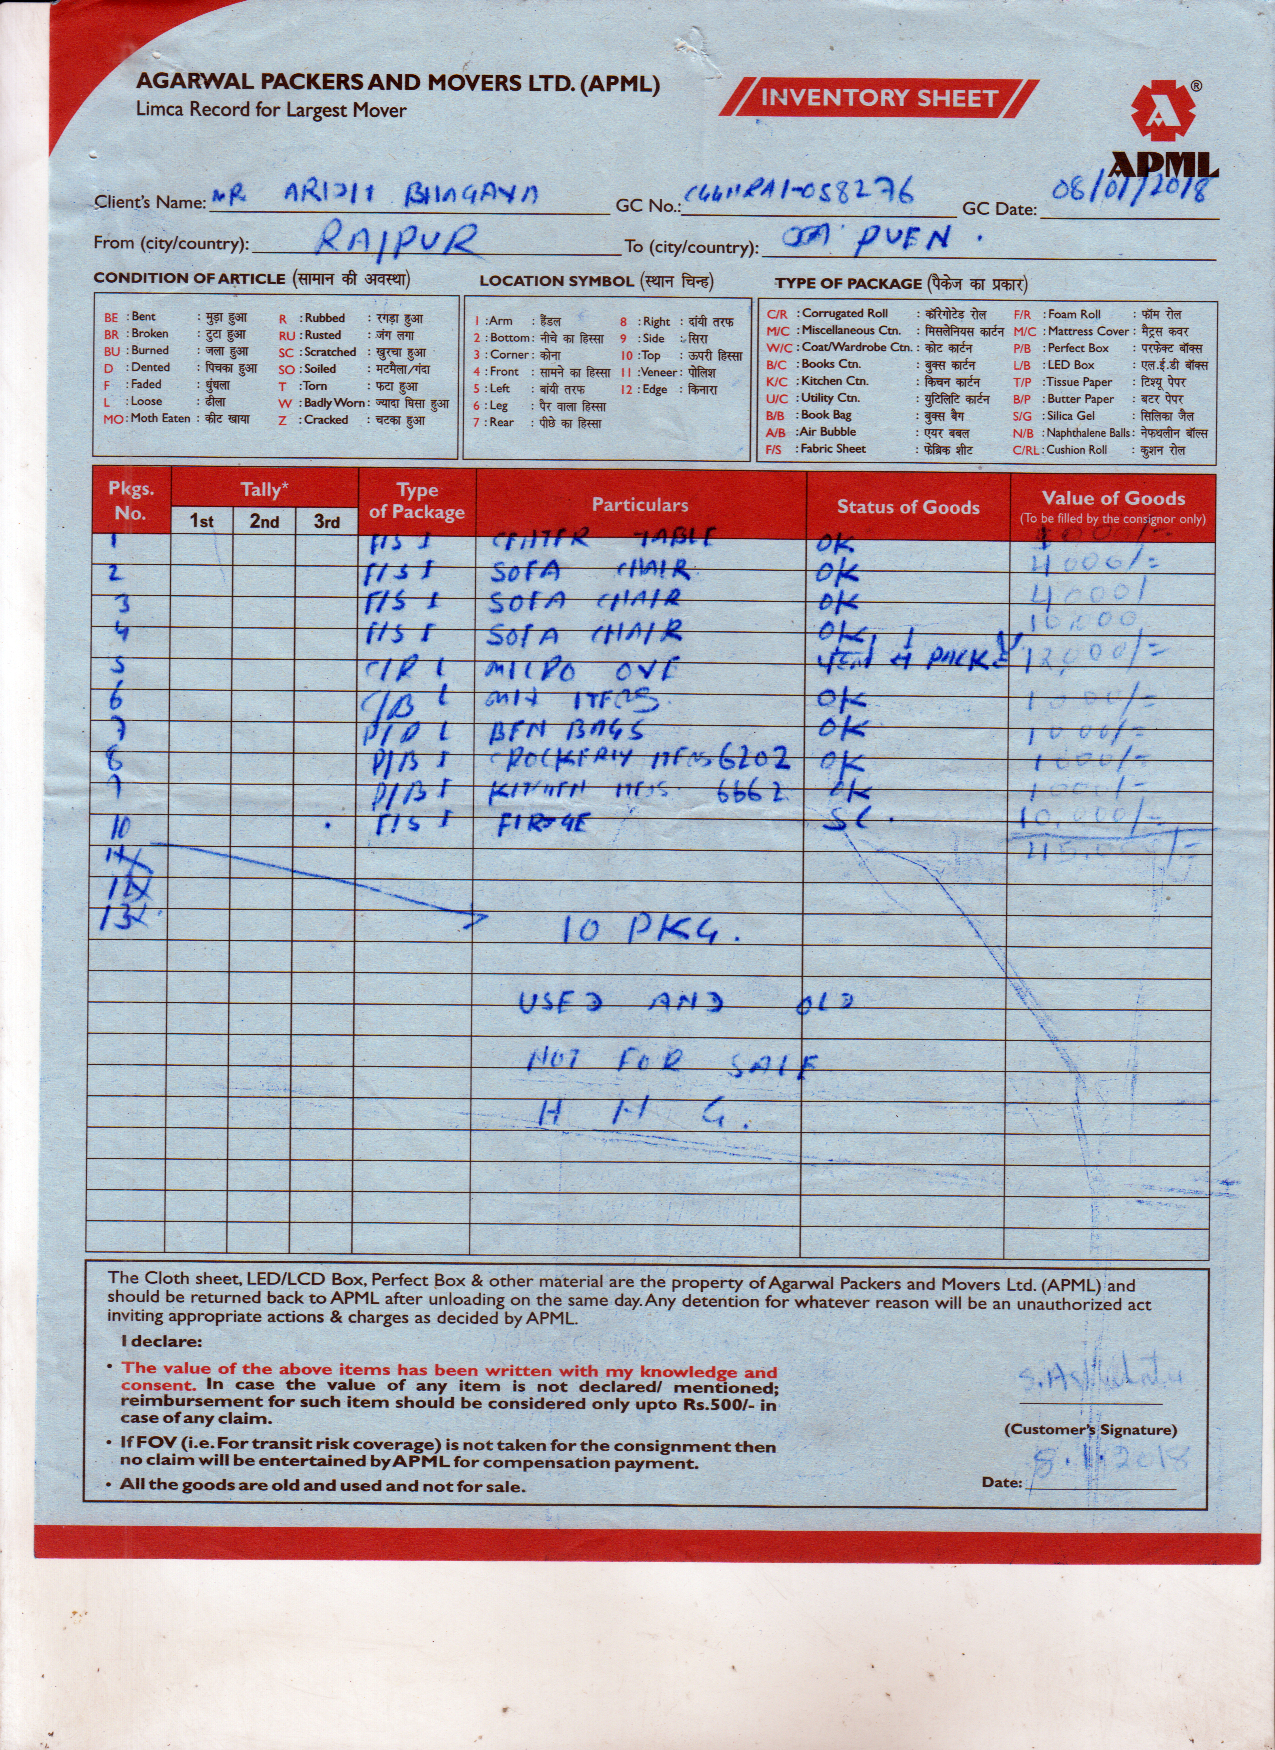 AGARWAL PACKERS AND MOVERS LTD. (APML)
Limca Record for Largest Mover
INVENTORY SHEET
®
APML
Client's Name: MR ARIJIT BHAGAYA GC No.: CGGHRAI-058276 GC Date: 08/01/2018
From (city/country): RAIPUR To (city/country): PUEN.
CONDITION OF ARTICLE (सामान की अवस्था) LOCATION SYMBOL (स्थान चिन्ह) TYPE OF PACKAGE (पैकेज का प्रकार)
BE : Bent : मुड़ा हुआ R : Rubbed : रगड़ा हुआ
BR : Broken : टुटा हुआ RU : Rusted : जंग लगा
BU : Burned : जला हुआ SC : Scratched : खुरचा हुआ
D : Dented : पिचका हुआ SO : Soiled : मटमैला/गंदा
F : Faded : धुंधला T : Torn : फटा हुआ
L : Loose : ढीला W : Badly Worn : ज्यादा घिसा हुआ
MO : Moth Eaten : कीट खाया Z : Cracked : चटका हुआ
1 : Arm : हैंडल 8 : Right : दांयी तरफ
2 : Bottom : नीचे का हिस्सा 9 : Side : सिरा
3 : Corner : कोना 10 : Top : ऊपरी हिस्सा
4 : Front : सामने का हिस्सा 11 : Veneer : पोलिश
5 : Left : बांयी तरफ 12 : Edge : किनारा
6 : Leg : पैर वाला हिस्सा
7 : Rear : पीछे का हिस्सा
C/R : Corrugated Roll : कॉरोगेटेड रोल F/R : Foam Roll : फॉम रोल
M/C : Miscellaneous Ctn. : मिसलेनियस कार्टन M/C : Mattress Cover : मैट्रस कवर
W/C : Coat/Wardrobe Ctn. : कोट कार्टन P/B : Perfect Box : परफेक्ट बॉक्स
B/C : Books Ctn. : बुक्स कार्टन L/B : LED Box : एल.ई.डी बॉक्स
K/C : Kitchen Ctn. : किचन कार्टन T/P : Tissue Paper : टिश्यू पेपर
U/C : Utility Ctn. : युटिलिटि कार्टन B/P : Butter Paper : बटर पेपर
B/B : Book Bag : बुक्स बैग S/G : Silica Gel : सिलिका जैल
A/B : Air Bubble : एयर बबल N/B : Naphthalene Balls : नेफथलीन बॉल्स
F/S : Fabric Sheet : फेब्रिक शीट C/RL : Cushion Roll : कुशन रोल
Pkgs. No. Tally* 1st 2nd 3rd Type of Package Particulars Status of Goods Value of Goods (To be filled by the consignor only)
1 F/S 1 CENTER TABLE OK
2 F/S 1 SOFA CHAIR OK 4000/=
3 F/S 1 SOFA CHAIR OK 4000/
4 F/S 1 SOFA CHAIR OK
5 C/R 1 MICRO OVE PACK 12,000/=
6 C/B 1 MIX ITEMS OK 1000/=
7 P/B 1 BEN BAGS OK 1000/=
8 P/B 1 CROCKERIY ITEMS 6202 OK 1000/=
9 P/B 1 KITCHEN ITEMS 6662 OK 1000/=
10 F/S 1 FIRDGE SC. 10,000/=
11 45,000/=
12
13
10 PKG.
USED AND OLD
NOT FOR SALE
H H G.
The Cloth sheet, LED/LCD Box, Perfect Box & other material are the property of Agarwal Packers and Movers Ltd. (APML) and
should be returned back to APML after unloading on the same day. Any detention for whatever reason will be an unauthorized act
inviting appropriate actions & charges as decided by APML.
I declare:
• The value of the above items has been written with my knowledge and
consent. In case the value of any item is not declared/ mentioned;
reimbursement for such item should be considered only upto Rs.500/- in
case of any claim.
• If FOV (i.e. For transit risk coverage) is not taken for the consignment then
no claim will be entertained by APML for compensation payment.
• All the goods are old and used and not for sale.
(Customer's Signature)
Date: 8.1.2018